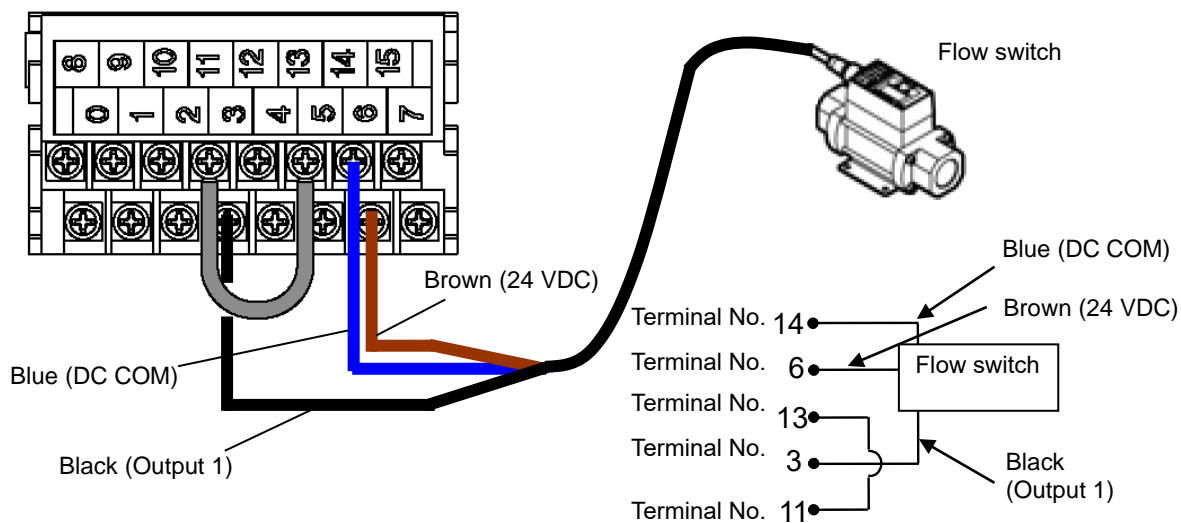 8 9 10 11 12 13 14 15
0 1 2 3 4 5 6 7
Flow switch
Brown (24 VDC)
Blue (DC COM)
Black (Output 1)
Blue (DC COM)
Brown (24 VDC)
Terminal No. 14
Terminal No. 6
Flow switch
Terminal No. 13
Terminal No. 3
Black
(Output 1)
Terminal No. 11